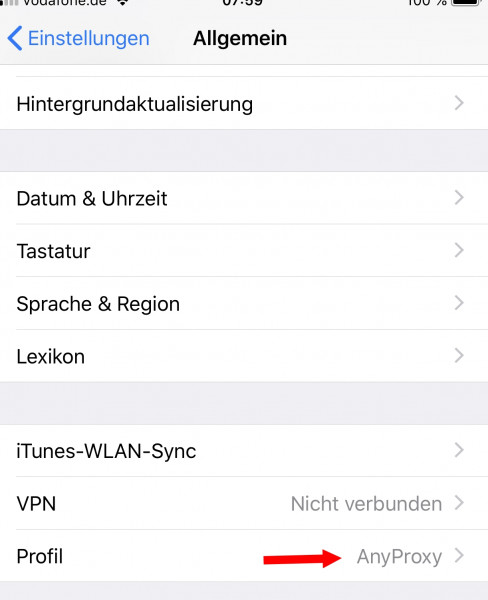 vodafone.de 07:59 100 %
Einstellungen Allgemein
Hintergrundaktualisierung
Datum & Uhrzeit
Tastatur
Sprache & Region
Lexikon
iTunes-WLAN-Sync
VPN Nicht verbunden
Profil AnyProxy